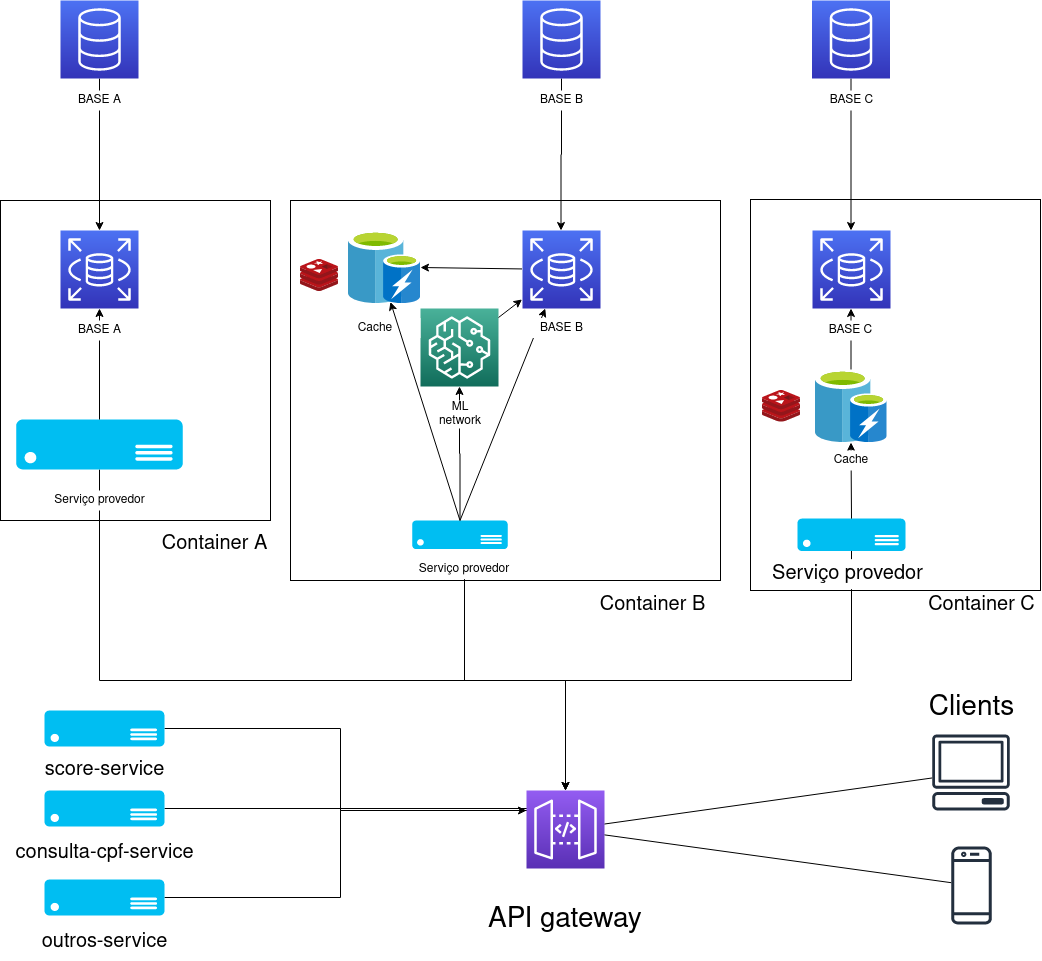 BASE A
BASE B
BASE C
BASE A
Cache
BASE B
BASE C
ML
network
Cache
Serviço provedor
Serviço provedor
Serviço provedor
Container A
Container B
Container C
Clients
score-service
consulta-cpf-service
outros-service
</>
API gateway